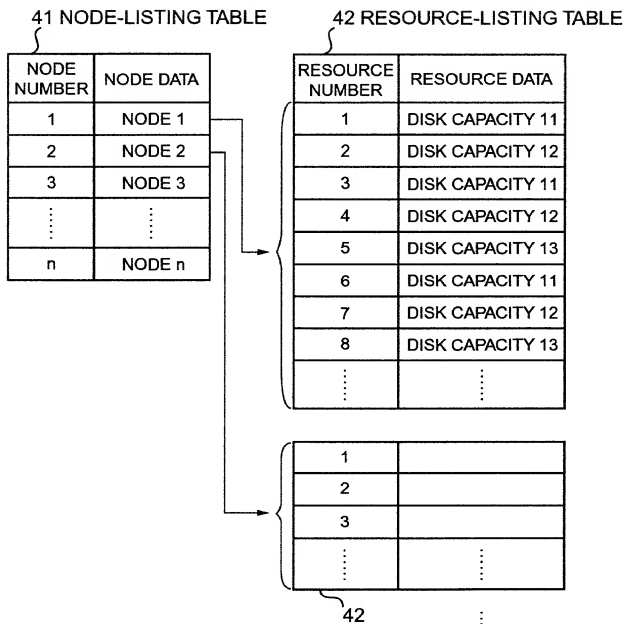 41 NODE-LISTING TABLE
NODE NUMBER NODE DATA
1 NODE 1
2 NODE 2
3 NODE 3
n NODE n
42 RESOURCE-LISTING TABLE
RESOURCE NUMBER RESOURCE DATA
1 DISK CAPACITY 11
2 DISK CAPACITY 12
3 DISK CAPACITY 11
4 DISK CAPACITY 12
5 DISK CAPACITY 13
6 DISK CAPACITY 11
7 DISK CAPACITY 12
8 DISK CAPACITY 13
1
2
3
42